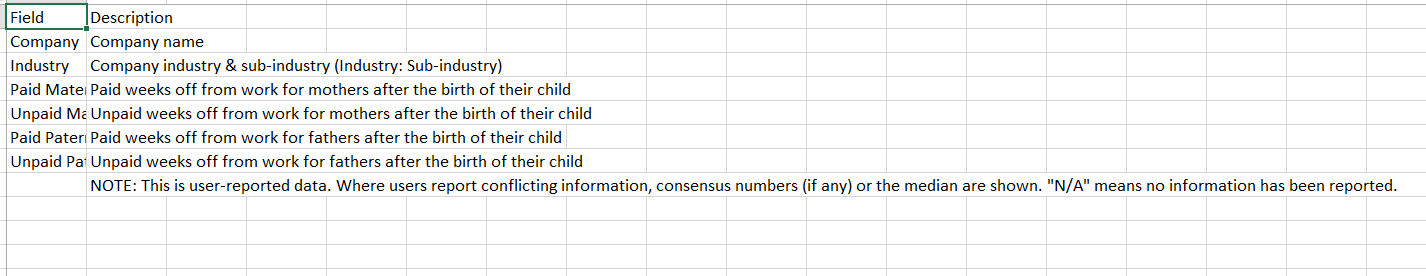 Field Description
Company Company name
Industry Company industry & sub-industry (Industry: Sub-industry)
Paid Mate Paid weeks off from work for mothers after the birth of their child
Unpaid Ma Unpaid weeks off from work for mothers after the birth of their child
Paid Pater Paid weeks off from work for fathers after the birth of their child
Unpaid Pa Unpaid weeks off from work for fathers after the birth of their child
NOTE: This is user-reported data. Where users report conflicting information, consensus numbers (if any) or the median are shown. "N/A" means no information has been reported.